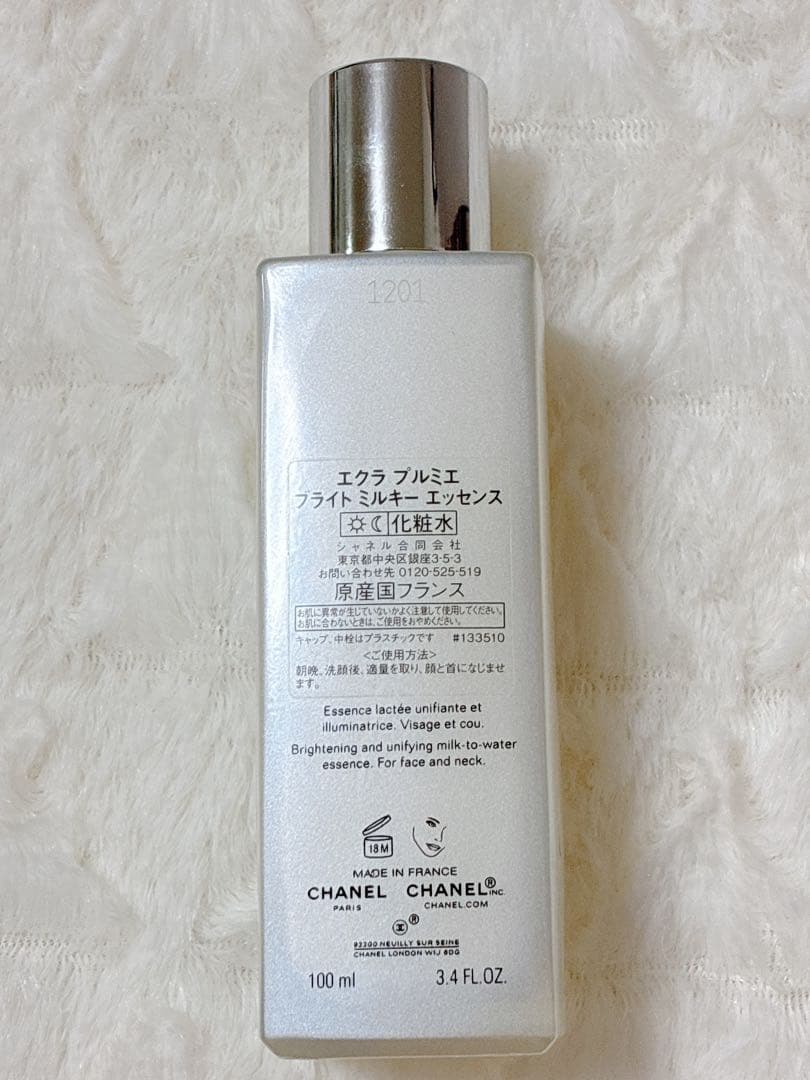 1201
エクラ プルミエ
ブライト ミルキー エッセンス
化粧水
シャネル合同会社
東京都中央区銀座3-5-3
お問い合わせ先 0120-525-519
原産国フランス
お肌に異常が生じていないかよく注意して使用してください。
お肌に合わないときは、ご使用をおやめください。
キャップ、中栓はプラスチックです #133510
<ご使用方法>
朝晩、洗顔後、適量を取り、顔と首になじませ
ます。
Essence lactée unifiante et
illuminatrice. Visage et cou.
Brightening and unifying milk-to-water
essence. For face and neck.
18M
MADE IN FRANCE
CHANEL CHANEL® INC.
PARIS CHANEL.COM
®
92200 NEUILLY SUR SEINE
CHANEL LONDON W1J 6DG
100 ml 3.4 FL.OZ.